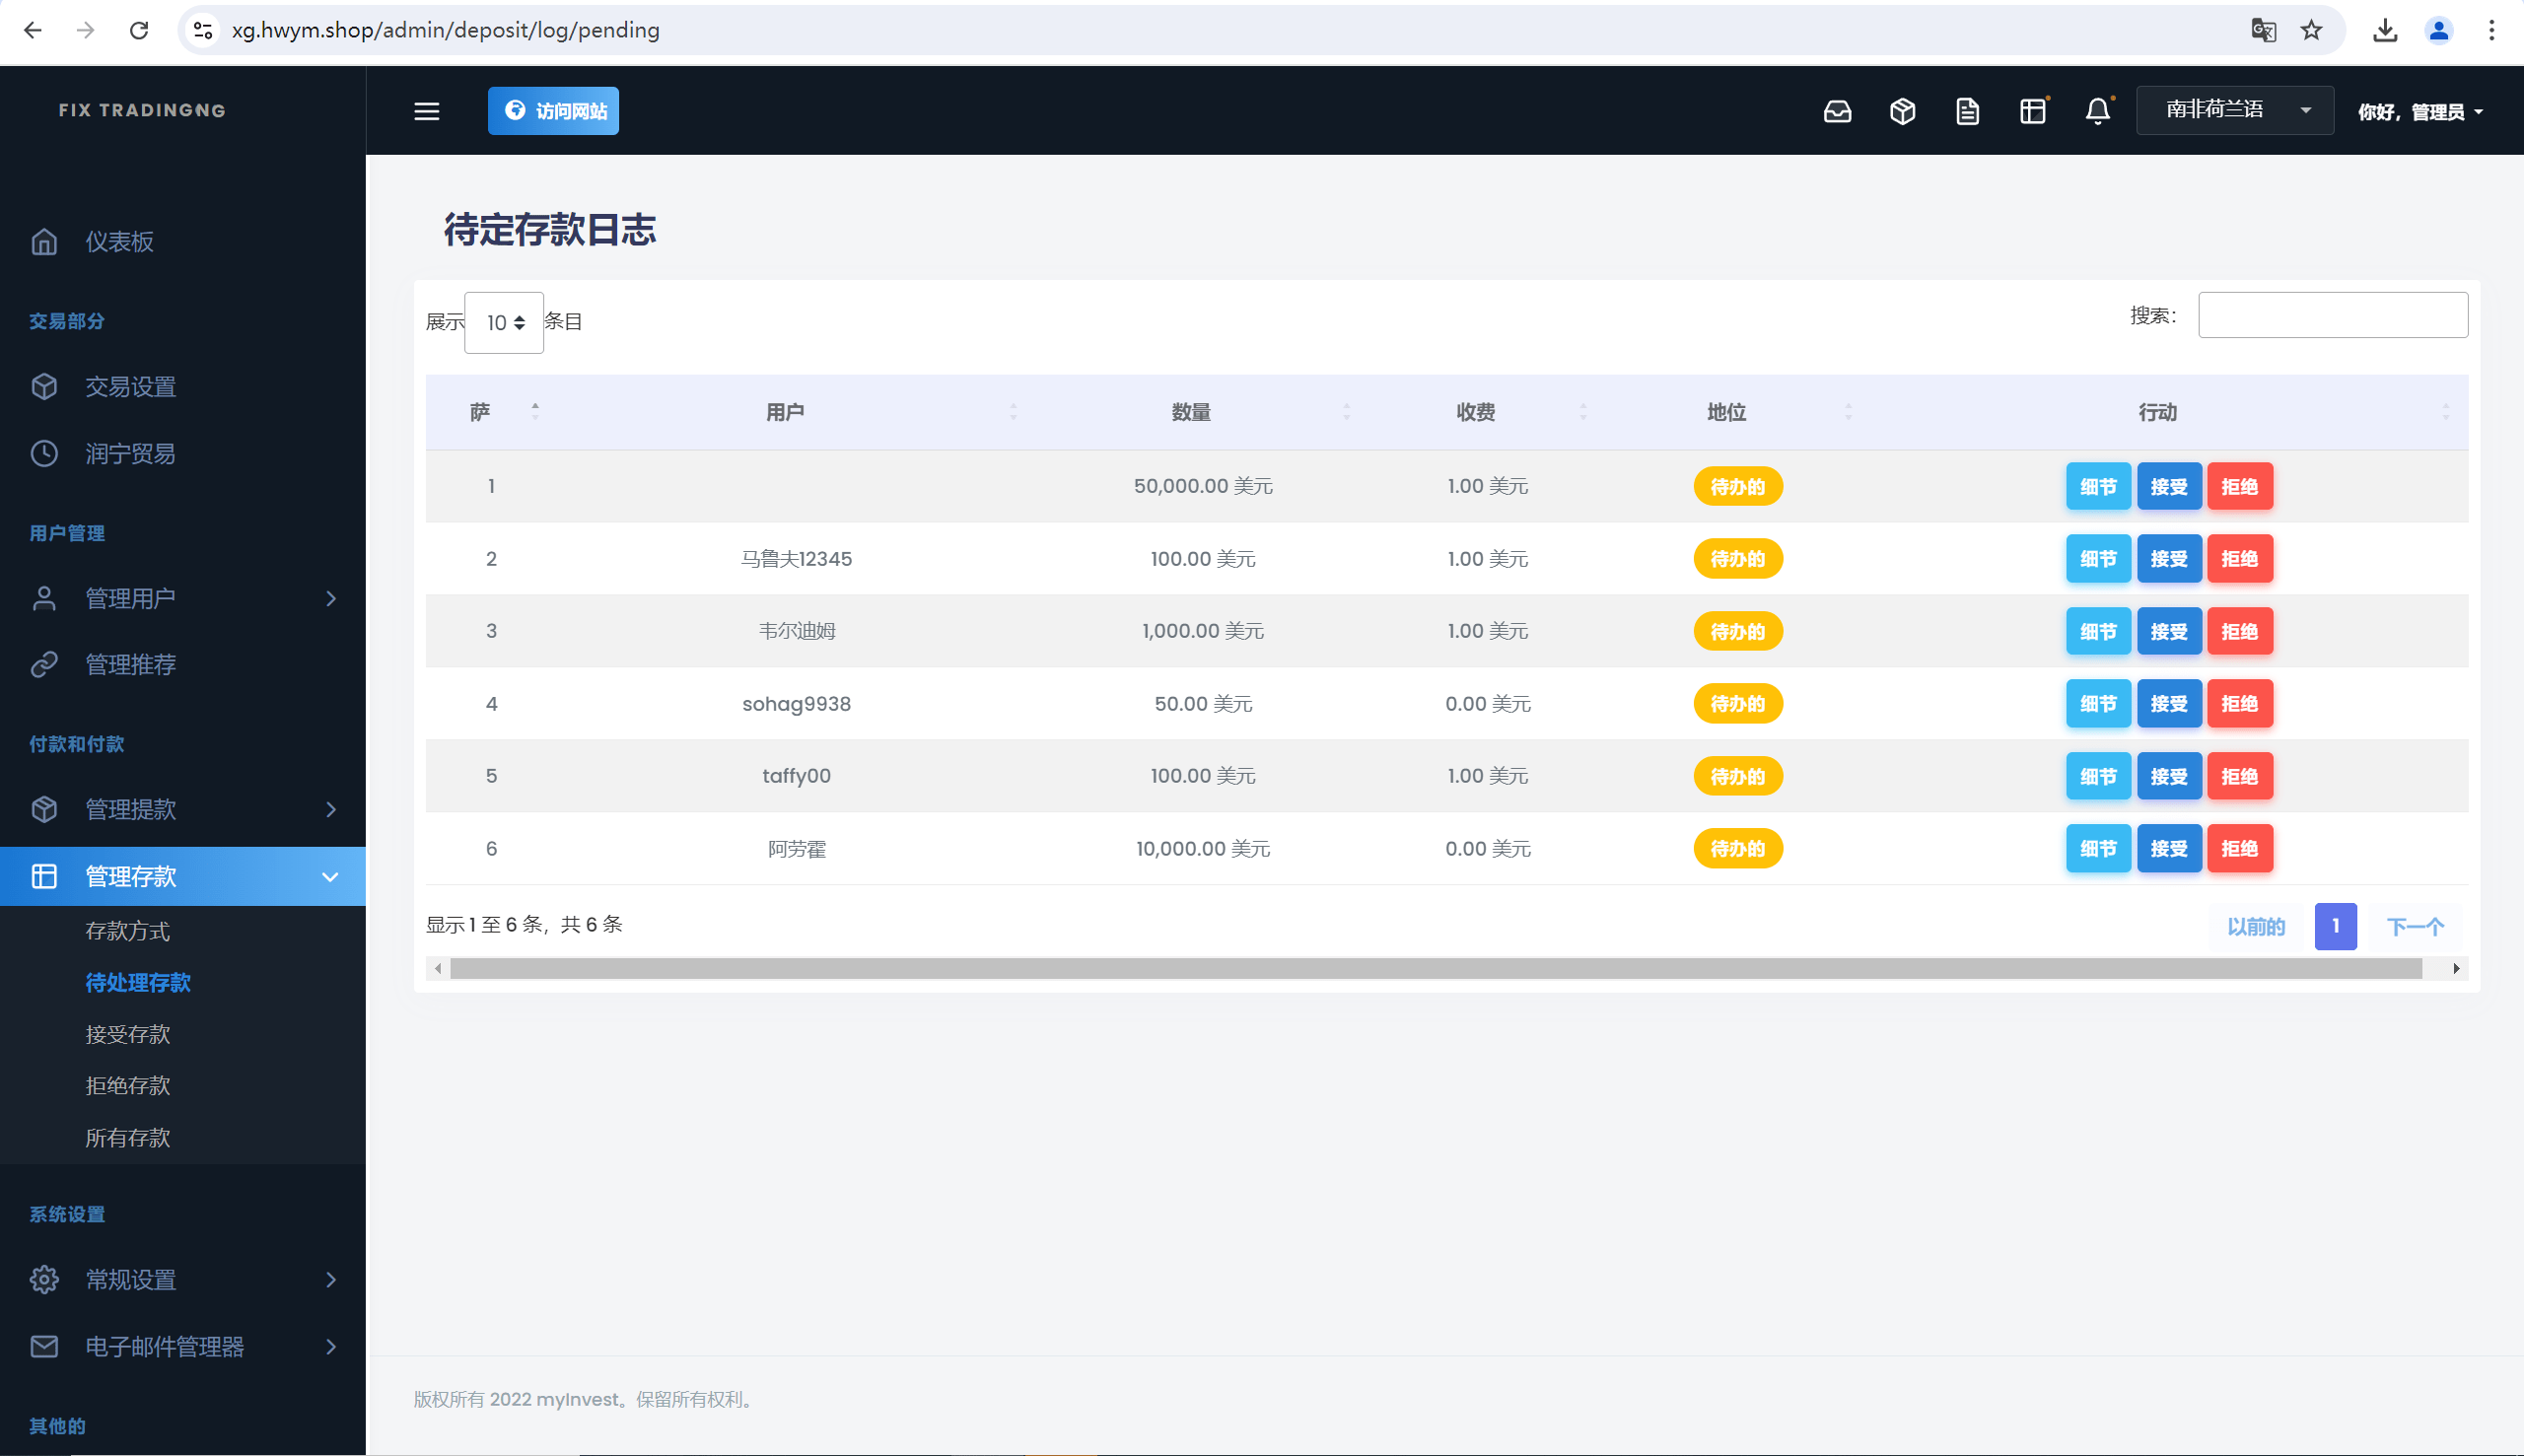 xg.hwym.shop/admin/deposit/log/pending
FIX TRADINGNG
访问网站
南非荷兰语
你好，管理员
仪表板
交易部分
交易设置
润宁贸易
用户管理
管理用户
管理推荐
付款和付款
管理提款
管理存款
存款方式
待处理存款
接受存款
拒绝存款
所有存款
系统设置
常规设置
电子邮件管理器
其他的
待定存款日志
展示 10 条目
搜索：
萨 用户 数量 收费 地位 行动
1 50,000.00 美元 1.00 美元 待办的 细节 接受 拒绝
2 马鲁夫12345 100.00 美元 1.00 美元 待办的 细节 接受 拒绝
3 韦尔迪姆 1,000.00 美元 1.00 美元 待办的 细节 接受 拒绝
4 sohag9938 50.00 美元 0.00 美元 待办的 细节 接受 拒绝
5 taffy00 100.00 美元 1.00 美元 待办的 细节 接受 拒绝
6 阿劳霍 10,000.00 美元 0.00 美元 待办的 细节 接受 拒绝
显示 1 至 6 条，共 6 条
以前的 1 下一个
版权所有 2022 myInvest。保留所有权利。